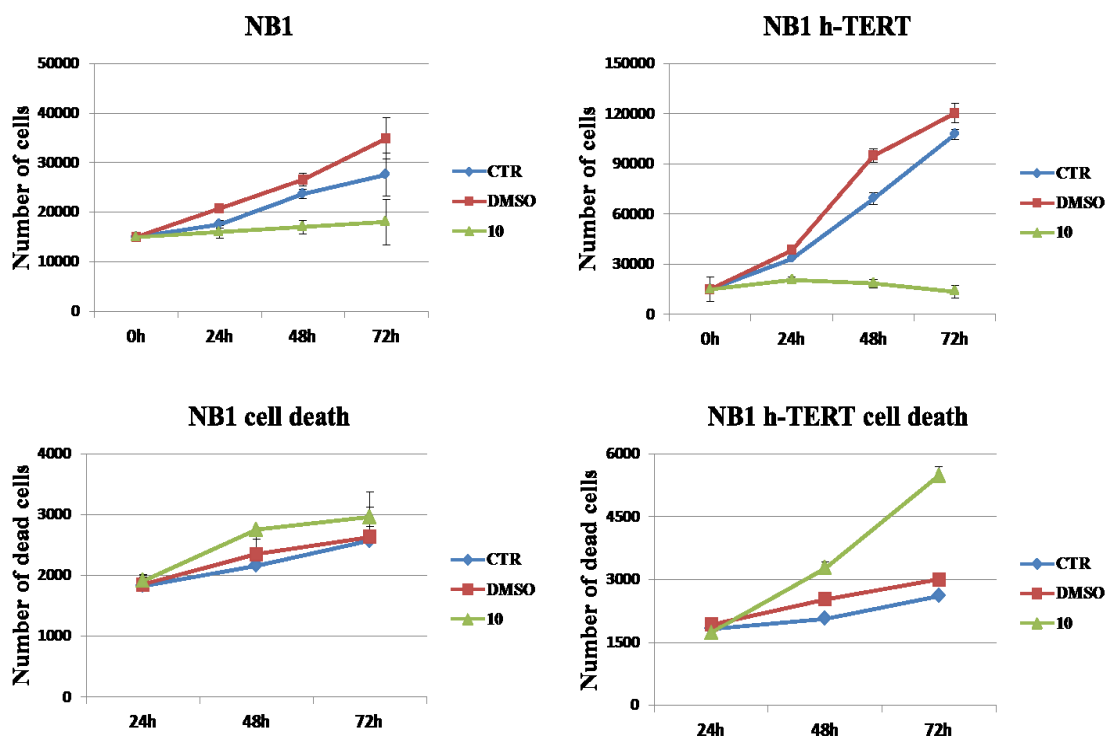 NB1
Number of cells
50000
40000
30000
20000
10000
0
0h 24h 48h 72h
CTR
DMSO
10
NB1 h-TERT
Number of cells
150000
120000
90000
60000
30000
0
0h 24h 48h 72h
CTR
DMSO
10
NB1 cell death
Number of dead cells
4000
3000
2000
1000
0
24h 48h 72h
CTR
DMSO
10
NB1 h-TERT cell death
Number of dead cells
6000
4500
3000
1500
0
24h 48h 72h
CTR
DMSO
10